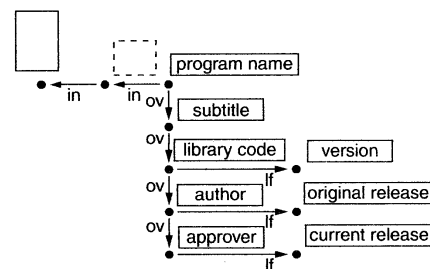 program name
in in
ov subtitle
ov library code version
lf
ov author original release
lf
ov approver current release
lf